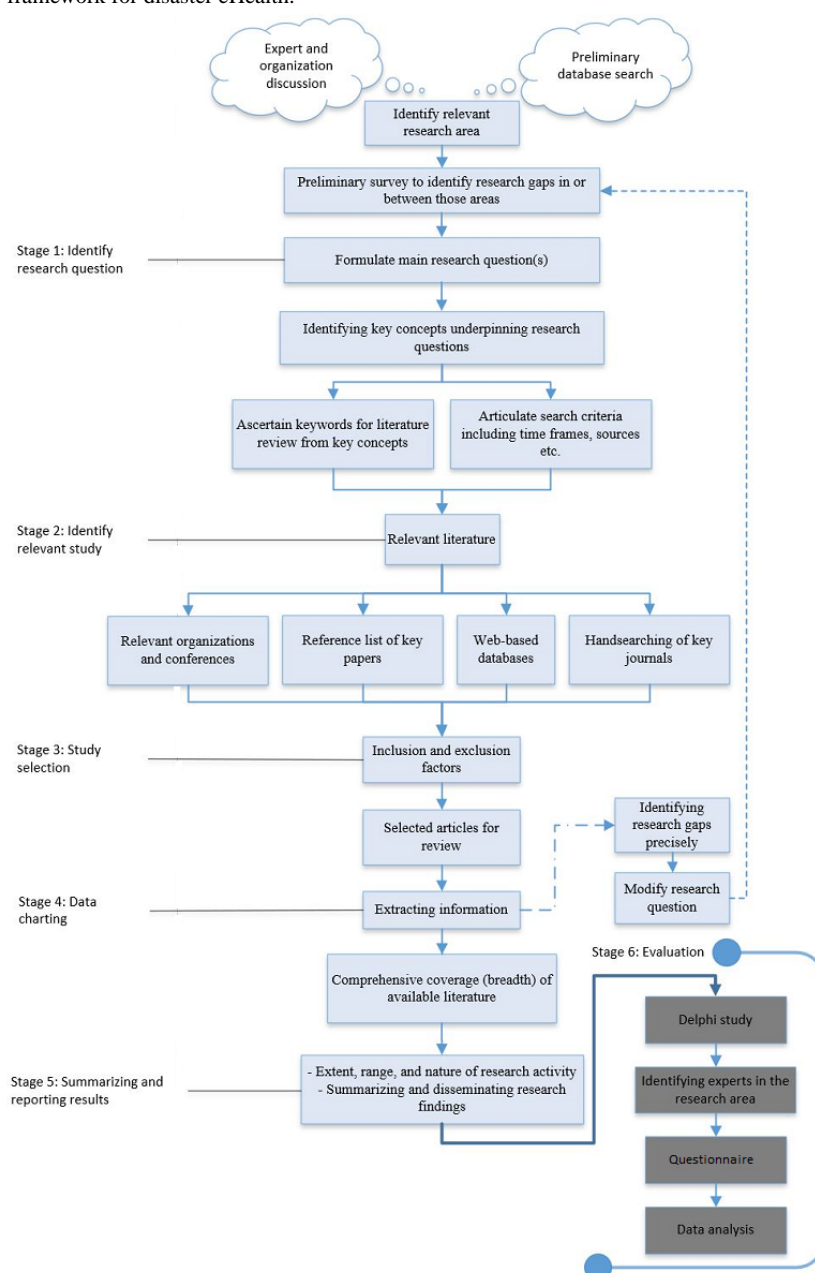 framework for disaster eHealth.
Expert and
organization
discussion
Preliminary
database search
Identify relevant
research area
Preliminary survey to identify research gaps in or
between those areas
Stage 1: Identify
research question
Formulate main research question(s)
Identifying key concepts underpinning research
questions
Ascertain keywords for literature
review from key concepts
Articulate search criteria
including time frames, sources
etc.
Stage 2: Identify
relevant study
Relevant literature
Relevant organizations
and conferences
Reference list of key
papers
Web-based
databases
Handsearching of key
journals
Stage 3: Study
selection
Inclusion and exclusion
factors
Selected articles for
review
Identifying
research gaps
precisely
Modify research
question
Stage 4: Data
charting
Extracting information
Comprehensive coverage (breadth) of
available literature
Stage 5: Summarizing and
reporting results
- Extent, range, and nature of research activity
- Summarizing and disseminating research
findings
Stage 6: Evaluation
Delphi study
Identifying experts in the
research area
Questionnaire
Data analysis